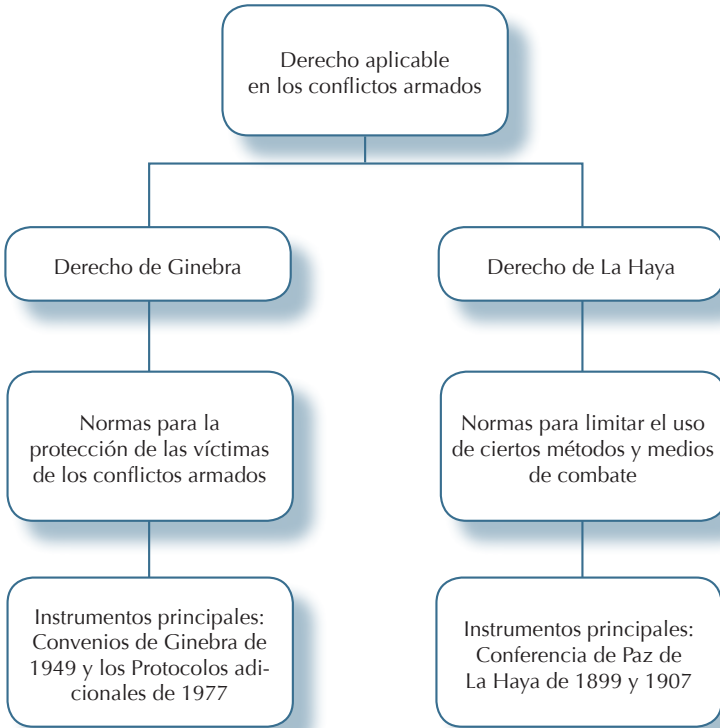 Derecho aplicable
en los conflictos armados
Derecho de Ginebra
Derecho de La Haya
Normas para la
protección de las víctimas
de los conflictos armados
Normas para limitar el uso
de ciertos métodos y medios
de combate
Instrumentos principales:
Convenios de Ginebra de
1949 y los Protocolos adi-
cionales de 1977
Instrumentos principales:
Conferencia de Paz de
La Haya de 1899 y 1907